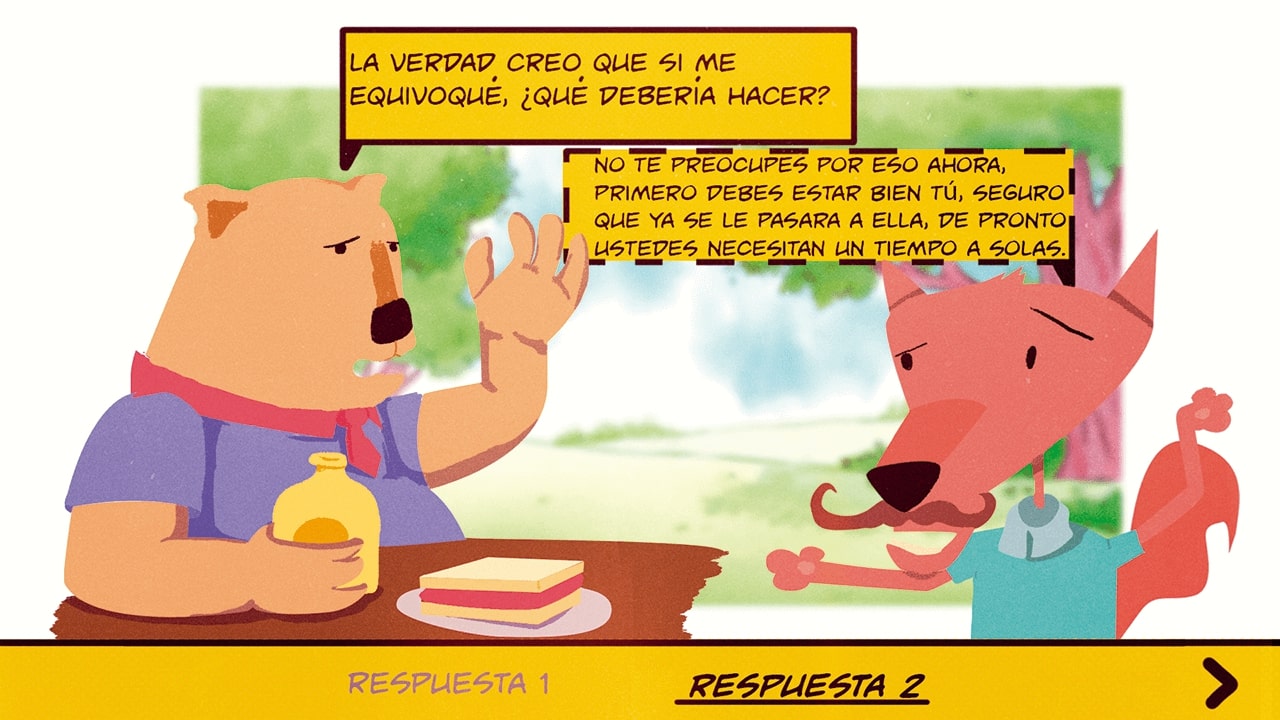 LA VERDAD CREO QUE SI ME
EQUIVOQUÉ, ¿QUÉ DEBERÍA HACER?
NO TE PREOCUPES POR ESO AHORA,
PRIMERO DEBES ESTAR BIEN TÚ, SEGURO
QUE YA SE LE PASARA A ELLA, DE PRONTO
USTEDES NECESITAN UN TIEMPO A SOLAS.
RESPUESTA 1
RESPUESTA 2